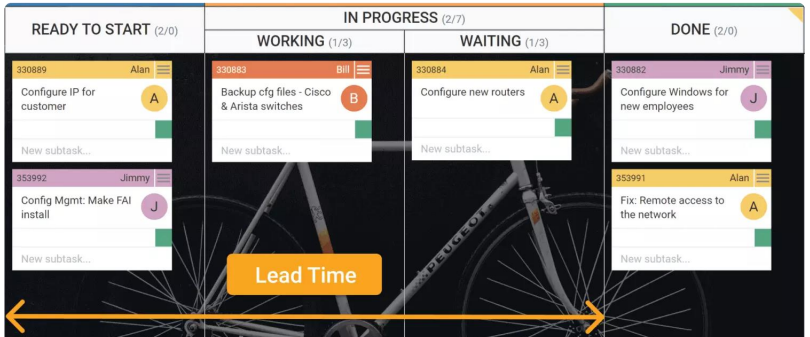 READY TO START (2/0)
IN PROGRESS (2/7)
WORKING (1/3)
WAITING (1/3)
DONE (2/0)
330889 Alan
Configure IP for
customer
A
New subtask...
353992 Jimmy
Config Mgmt: Make FAI
install
J
New subtask...
330883 Bill
Backup cfg files - Cisco
& Arista switches
B
New subtask...
330884 Alan
Configure new routers
A
New subtask...
330882 Jimmy
Configure Windows for
new employees
J
New subtask...
353991 Alan
Fix: Remote access to
the network
A
New subtask...
PEUGEOT
Lead Time